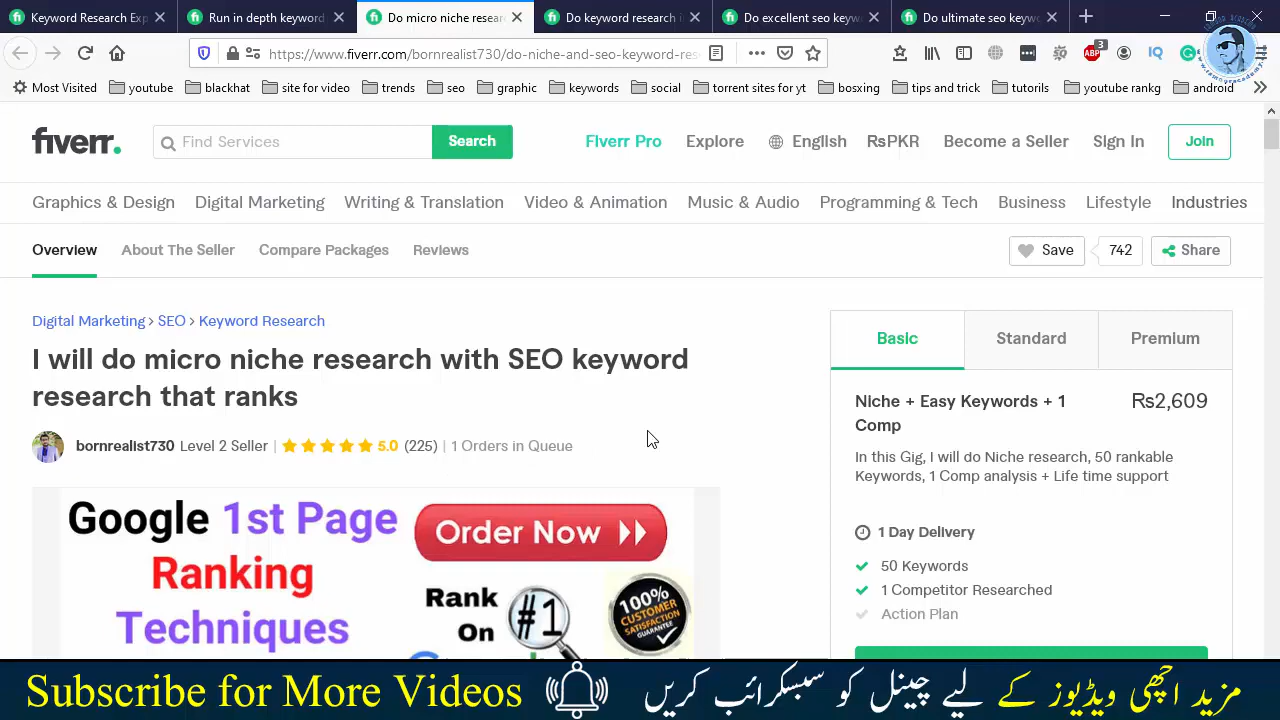 Keyword Research Exp
Run in depth keyword
Do micro niche resear
Do keyword research i
Do excellent seo keyw
Do ultimate seo keyw
https://www.fiverr.com/bornrealist730/do-niche-and-seo-keyword-res
3
ABP
IQ
Most Visited
youtube
blackhat
site for video
trends
seo
graphic
keywords
social
torrent sites for yt
bosxing
tips and trick
tutorils
youtube rankg
android
fiverr.
Find Services
Search
Fiverr Pro
Explore
English
₨PKR
Become a Seller
Sign In
Join
Graphics & Design
Digital Marketing
Writing & Translation
Video & Animation
Music & Audio
Programming & Tech
Business
Lifestyle
Industries
Overview
About The Seller
Compare Packages
Reviews
Save
742
Share
Digital Marketing › SEO › Keyword Research
I will do micro niche research with SEO keyword
research that ranks
bornrealist730 Level 2 Seller | 5.0 (225) | 1 Orders in Queue
Google 1st Page
Ranking
Techniques
Order Now
Rank
On
#1
100%
CUSTOMER
SATISFACTION
GUARANTEE
Basic
Standard
Premium
Niche + Easy Keywords + 1
Comp
₨2,609
In this Gig, I will do Niche research, 50 rankable
Keywords, 1 Comp analysis + Life time support
1 Day Delivery
50 Keywords
1 Competitor Researched
Action Plan
Subscribe for More Videos
مزید اچھی ویڈیوز کے لیے چینل کو سبسکرائب کریں